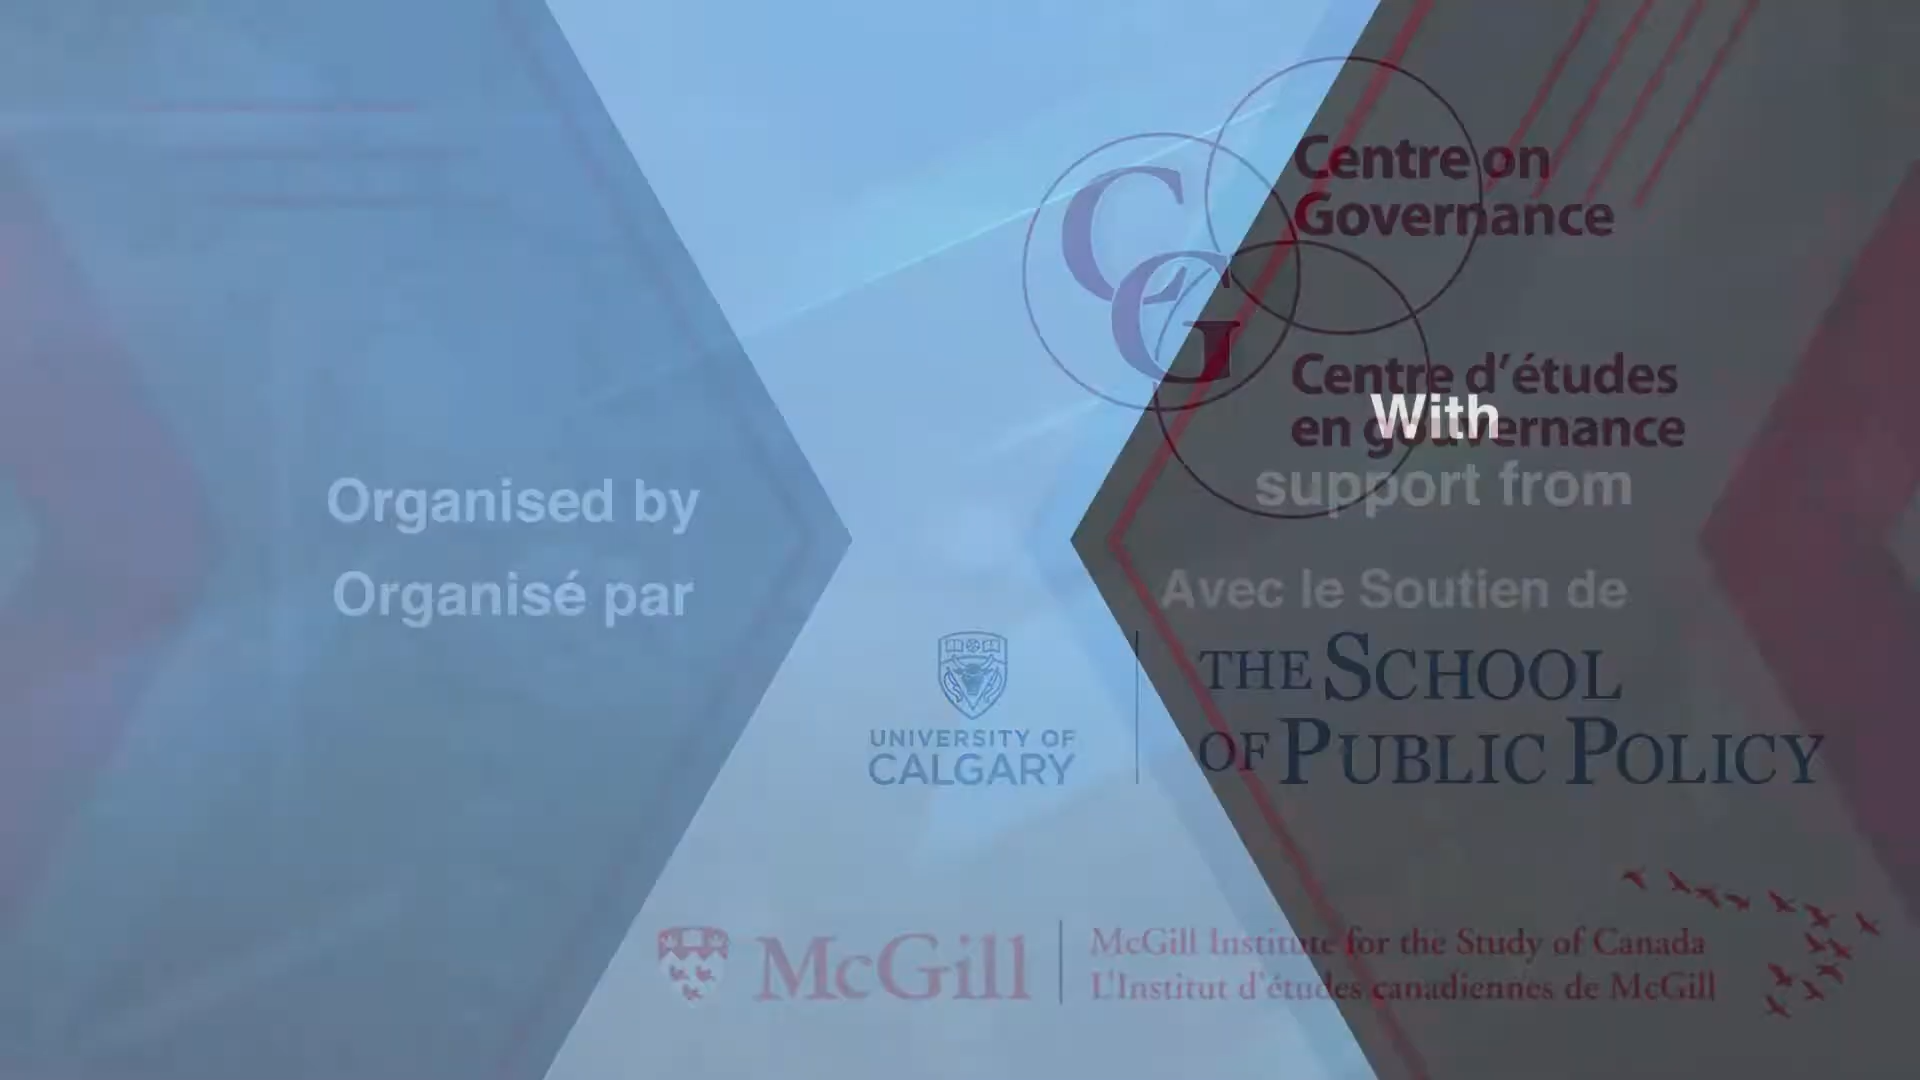 Organised by
Organisé par
CG
Centre on
Governance
Centre d'études
en gouvernance
With
support from
Avec le Soutien de
UNIVERSITY OF
CALGARY
THE SCHOOL
OF PUBLIC POLICY
McGill
McGill Institute for the Study of Canada
L'Institut d'études canadiennes de McGill